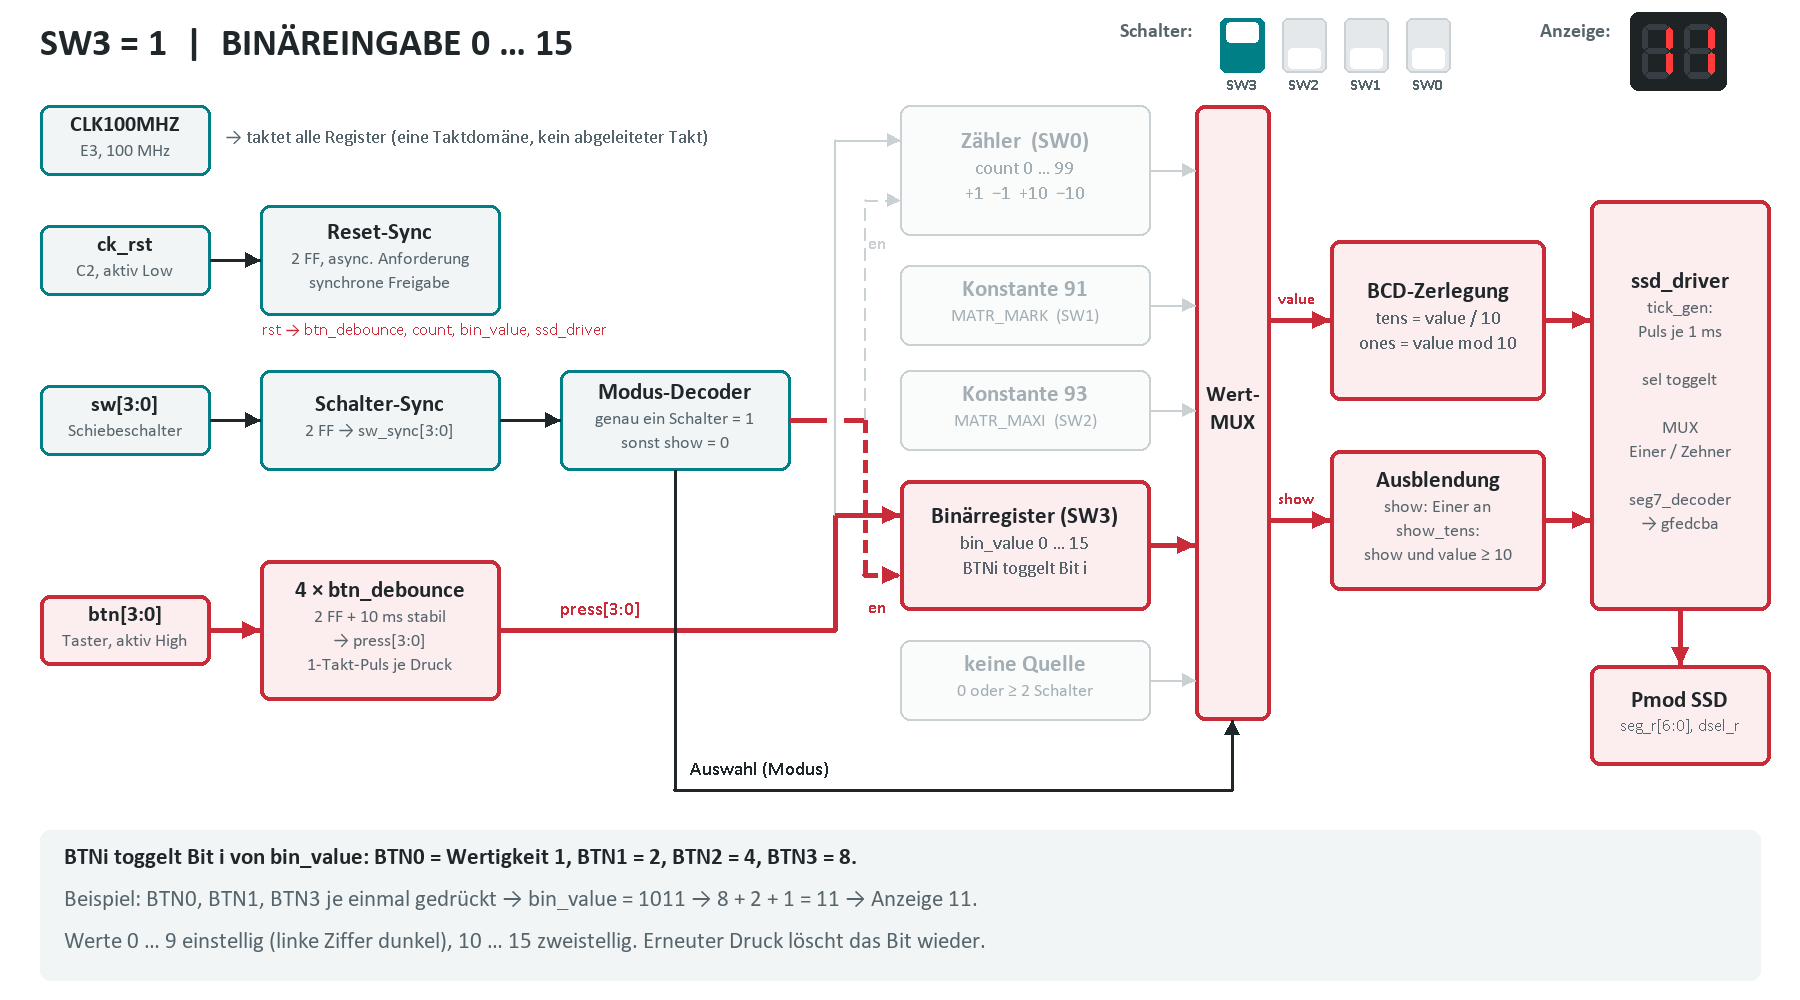 SW3 = 1 | BINÄREINGABE 0 … 15
Schalter:
SW3
SW2
SW1
SW0
Anzeige:
11
CLK100MHZ
E3, 100 MHz
→ taktet alle Register (eine Taktdomäne, kein abgeleiteter Takt)
ck_rst
C2, aktiv Low
Reset-Sync
2 FF, async. Anforderung
synchrone Freigabe
rst → btn_debounce, count, bin_value, ssd_driver
sw[3:0]
Schiebeschalter
Schalter-Sync
2 FF → sw_sync[3:0]
Modus-Decoder
genau ein Schalter = 1
sonst show = 0
btn[3:0]
Taster, aktiv High
4 × btn_debounce
2 FF + 10 ms stabil
→ press[3:0]
1-Takt-Puls je Druck
press[3:0]
Zähler (SW0)
count 0 … 99
+1 −1 +10 −10
en
Konstante 91
MATR_MARK (SW1)
Konstante 93
MATR_MAXI (SW2)
Binärregister (SW3)
bin_value 0 … 15
BTNi toggelt Bit i
en
keine Quelle
0 oder ≥ 2 Schalter
Auswahl (Modus)
Wert-
MUX
value
show
BCD-Zerlegung
tens = value / 10
ones = value mod 10
Ausblendung
show: Einer an
show_tens:
show und value ≥ 10
ssd_driver
tick_gen:
Puls je 1 ms
sel toggelt
MUX
Einer / Zehner
seg7_decoder
→ gfedcba
Pmod SSD
seg_r[6:0], dsel_r
BTNi toggelt Bit i von bin_value: BTN0 = Wertigkeit 1, BTN1 = 2, BTN2 = 4, BTN3 = 8.
Beispiel: BTN0, BTN1, BTN3 je einmal gedrückt → bin_value = 1011 → 8 + 2 + 1 = 11 → Anzeige 11.
Werte 0 … 9 einstellig (linke Ziffer dunkel), 10 … 15 zweistellig. Erneuter Druck löscht das Bit wieder.